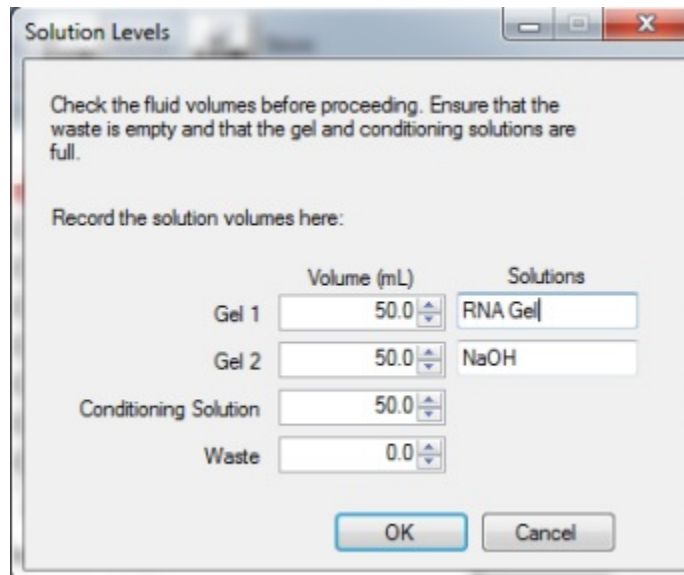 Solution Levels
Check the fluid volumes before proceeding. Ensure that the
waste is empty and that the gel and conditioning solutions are
full.
Record the solution volumes here:
Volume (mL) Solutions
Gel 1 50.0 RNA Gel
Gel 2 50.0 NaOH
Conditioning Solution 50.0
Waste 0.0
OK Cancel